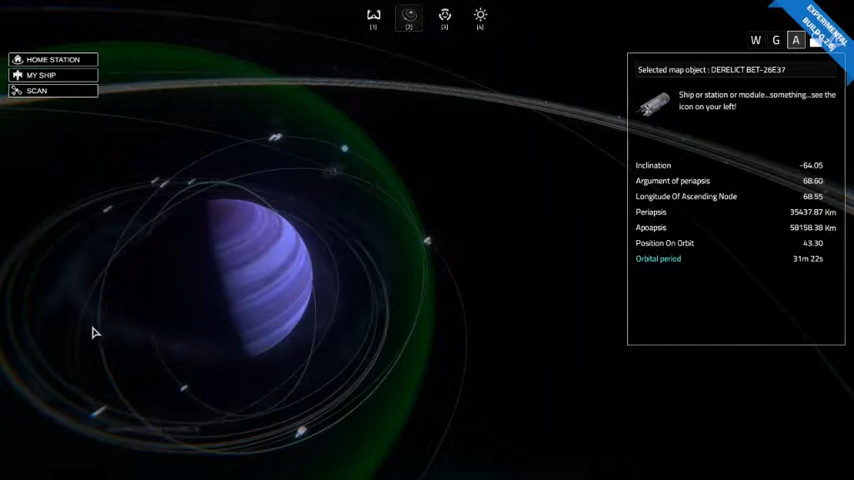 [1]
[2]
[3]
[4]
EXPERIMENTAL
W
G
A
HOME STATION
MY SHIP
SCAN
Selected map object : DERELICT BET-26E37
Ship or station or module...something...see the
icon on your left!
Inclination -64.05
Argument of periapsis 68.60
Longitude Of Ascending Node 68.55
Periapsis 35437.87 Km
Apoapsis 58158.38 Km
Position On Orbit 43.30
Orbital period 31m 22s